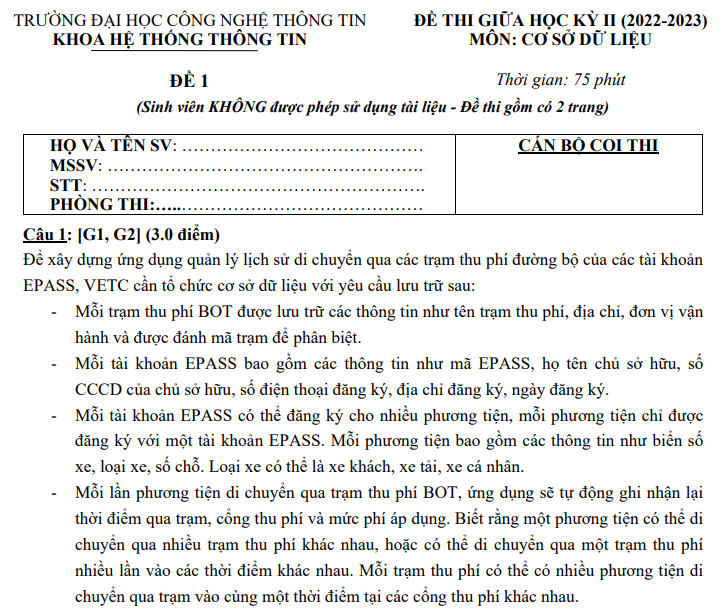 TRƯỜNG ĐẠI HỌC CÔNG NGHỆ THÔNG TIN
KHOA HỆ THỐNG THÔNG TIN
ĐỀ THI GIỮA HỌC KỲ II (2022-2023)
MÔN: CƠ SỞ DỮ LIỆU
ĐỀ 1
Thời gian: 75 phút
(Sinh viên KHÔNG được phép sử dụng tài liệu - Đề thi gồm có 2 trang)
HỌ VÀ TÊN SV: ……………………………………
MSSV: ……………………………………………….
STT: ………………………………………………….
PHÒNG THI:…..……………………………………
CÁN BỘ COI THI
Câu 1: [G1, G2] (3.0 điểm)
Để xây dựng ứng dụng quản lý lịch sử di chuyển qua các trạm thu phí đường bộ của các tài khoản
EPASS, VETC cần tổ chức cơ sở dữ liệu với yêu cầu lưu trữ sau:
- Mỗi trạm thu phí BOT được lưu trữ các thông tin như tên trạm thu phí, địa chỉ, đơn vị vận
hành và được đánh mã trạm để phân biệt.
- Mỗi tài khoản EPASS bao gồm các thông tin như mã EPASS, họ tên chủ sở hữu, số
CCCD của chủ sở hữu, số điện thoại đăng ký, địa chỉ đăng ký, ngày đăng ký.
- Mỗi tài khoản EPASS có thể đăng ký cho nhiều phương tiện, mỗi phương tiện chỉ được
đăng ký với một tài khoản EPASS. Mỗi phương tiện bao gồm các thông tin như biển số
xe, loại xe, số chỗ. Loại xe có thể là xe khách, xe tải, xe cá nhân.
- Mỗi lần phương tiện di chuyển qua trạm thu phí BOT, ứng dụng sẽ tự động ghi nhận lại
thời điểm qua trạm, cổng thu phí và mức phí áp dụng. Biết rằng một phương tiện có thể di
chuyển qua nhiều trạm thu phí khác nhau, hoặc có thể di chuyển qua một trạm thu phí
nhiều lần vào các thời điểm khác nhau. Mỗi trạm thu phí có thể có nhiều phương tiện di
chuyển qua trạm vào cùng một thời điểm tại các cổng thu phí khác nhau.